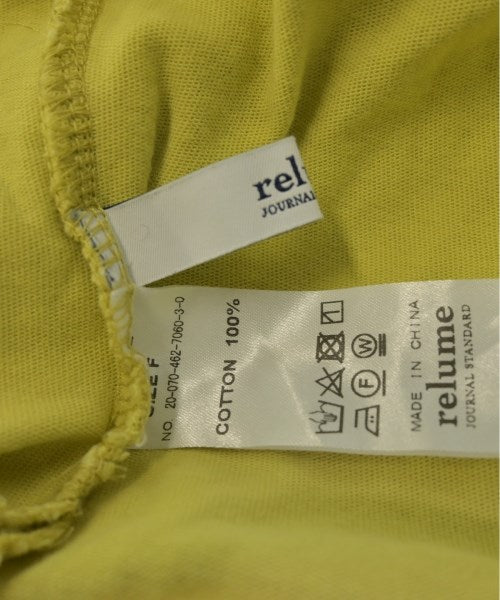 relu
JOURNAL
SIZE F
NO. 20-070-462-7060-3-0
COTTON 100%
F W
MADE IN CHINA
relume
JOURNAL STANDARD